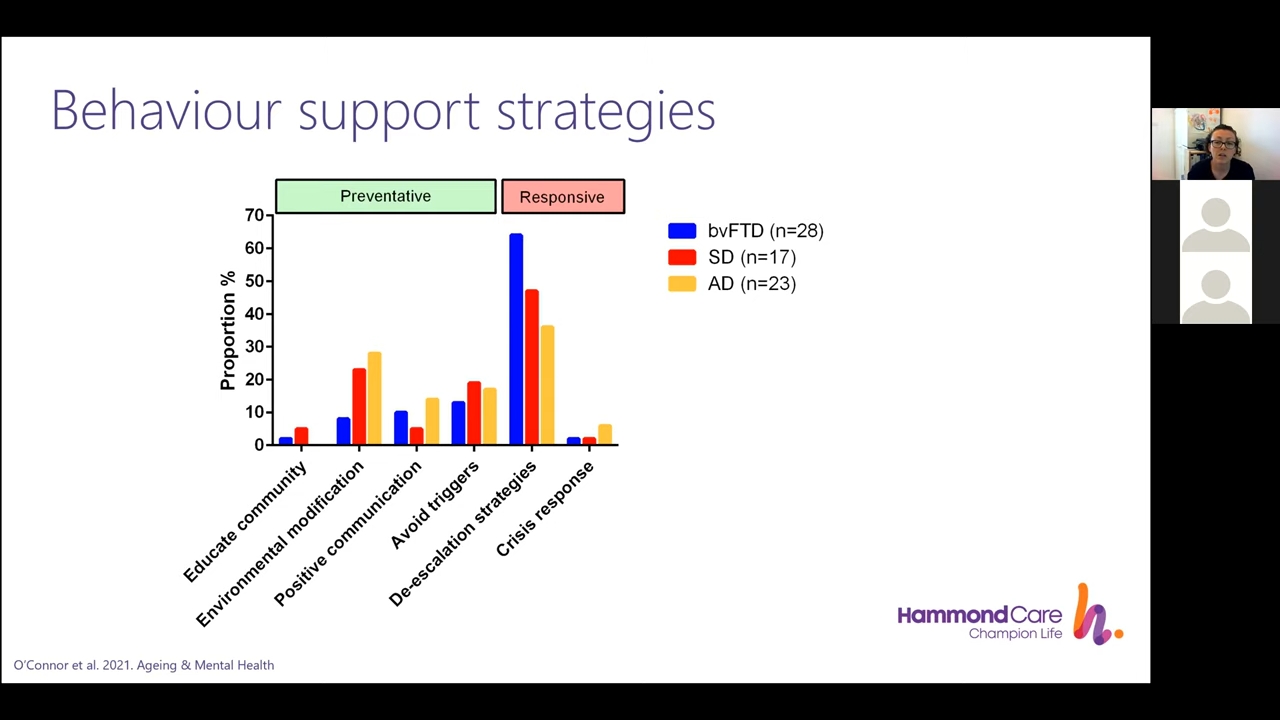 Behaviour support strategies
Preventative
Responsive
70
60
50
40
30
20
10
0
Proportion %
Educate community
Environmental modification
Positive communication
Avoid triggers
De-escalation strategies
Crisis response
bvFTD (n=28)
SD (n=17)
AD (n=23)
HammondCare
Champion Life
O'Connor et al. 2021. Ageing & Mental Health